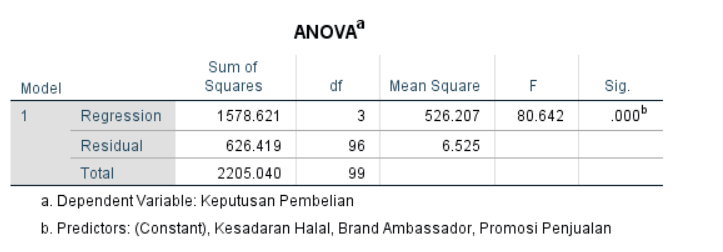 ANOVAa
Sum of
Model Squares df Mean Square F Sig.
1 Regression 1578.621 3 526.207 80.642 .000b
Residual 626.419 96 6.525
Total 2205.040 99
a. Dependent Variable: Keputusan Pembelian
b. Predictors: (Constant), Kesadaran Halal, Brand Ambassador, Promosi Penjualan